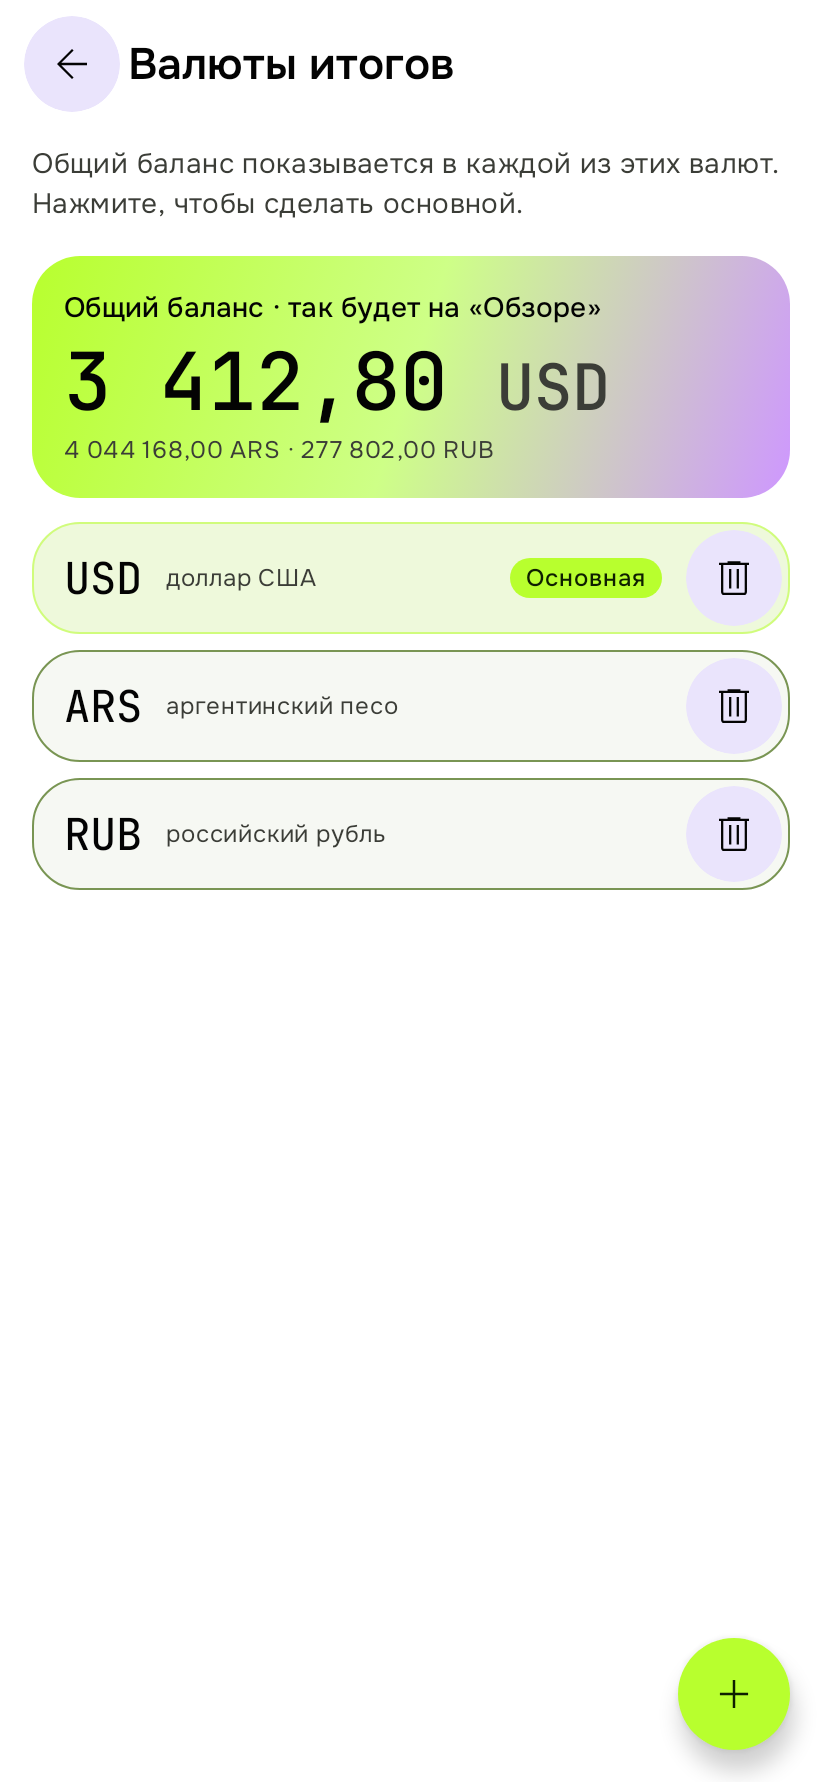 Валюты итогов
Общий баланс показывается в каждой из этих валют.
Нажмите, чтобы сделать основной.
Общий баланс · так будет на «Обзоре»
3 412,80 USD
4 044 168,00 ARS · 277 802,00 RUB
USD доллар США Основная
ARS аргентинский песо
RUB российский рубль